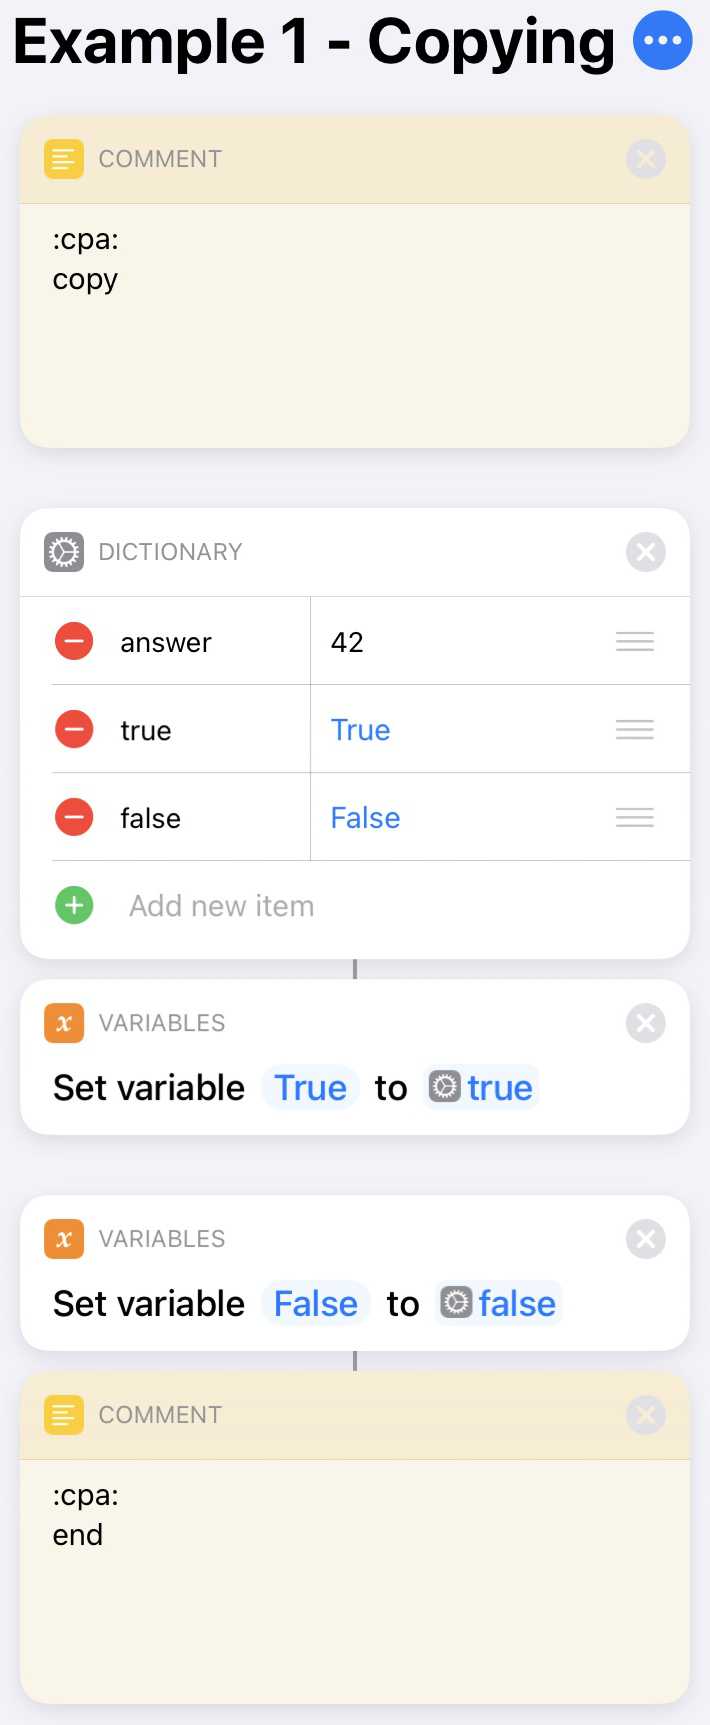 Example 1 - Copying
COMMENT
:cpa:
copy
DICTIONARY
answer 42
true True
false False
Add new item
VARIABLES
Set variable True to true
VARIABLES
Set variable False to false
COMMENT
:cpa:
end